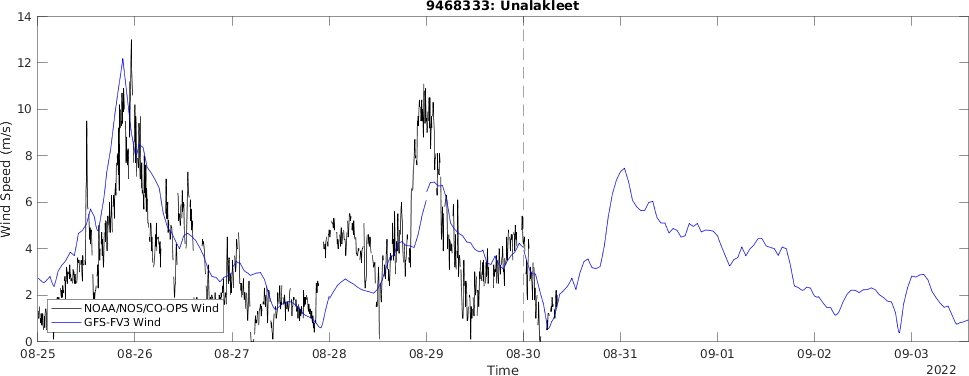 9468333: Unalakleet
Wind Speed (m/s)
14
12
10
8
6
4
2
0
NOAA/NOS/CO-OPS Wind
GFS-FV3 Wind
08-25 08-26 08-27 08-28 08-29 08-30 08-31 09-01 09-02 09-03
Time
2022